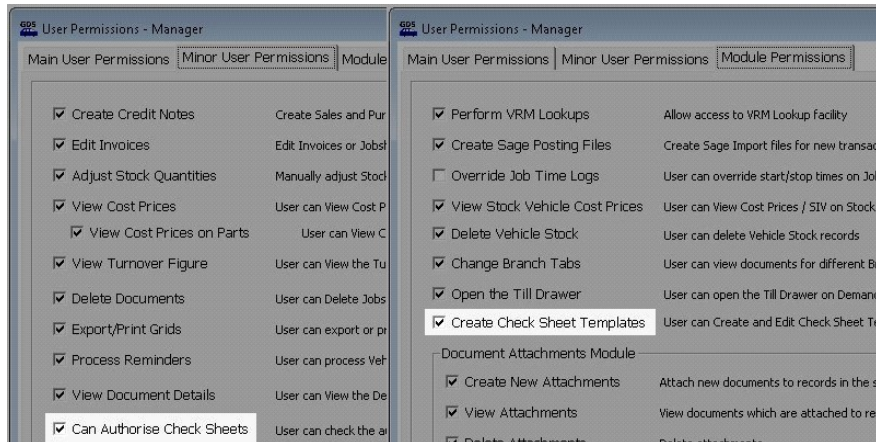 GDS User Permissions - Manager
Main User Permissions Minor User Permissions Module
Create Credit Notes Create Sales and Pur
Edit Invoices Edit Invoices or Jobsh
Adjust Stock Quantities Manually adjust Stock
View Cost Prices User can View Cost P
View Cost Prices on Parts User can View C
View Turnover Figure User can View the Tu
Delete Documents User can Delete Jobs
Export/Print Grids User can export or pr
Process Reminders User can process Veh
View Document Details User can View the De
Can Authorise Check Sheets User can check the au
GDS User Permissions - Manager
Main User Permissions Minor User Permissions Module Permissions
Perform VRM Lookups Allow access to VRM Lookup facility
Create Sage Posting Files Create Sage Import files for new transac
Override Job Time Logs User can override start/stop times on Jo
View Stock Vehicle Cost Prices User can View Cost Prices / SIV on Stock
Delete Vehicle Stock User can delete Vehicle Stock records
Change Branch Tabs User can view documents for different B
Open the Till Drawer User can open the Till Drawer on Demand
Create Check Sheet Templates User can Create and Edit Check Sheet Te
Document Attachments Module
Create New Attachments Attach new documents to records in the s
View Attachments View documents which are attached to re
Delete Attachments Delete attachments